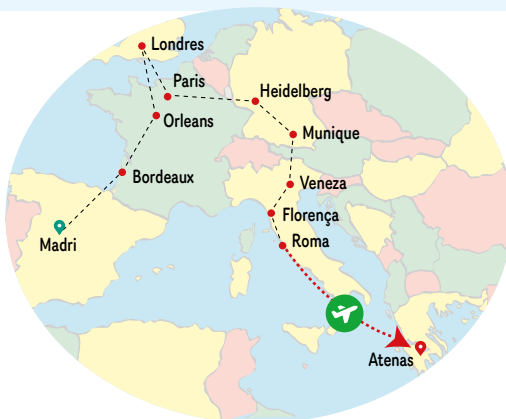 Londres
Paris
Heidelberg
Orleans
Munique
Bordeaux
Veneza
Florença
Madri
Roma
Atenas